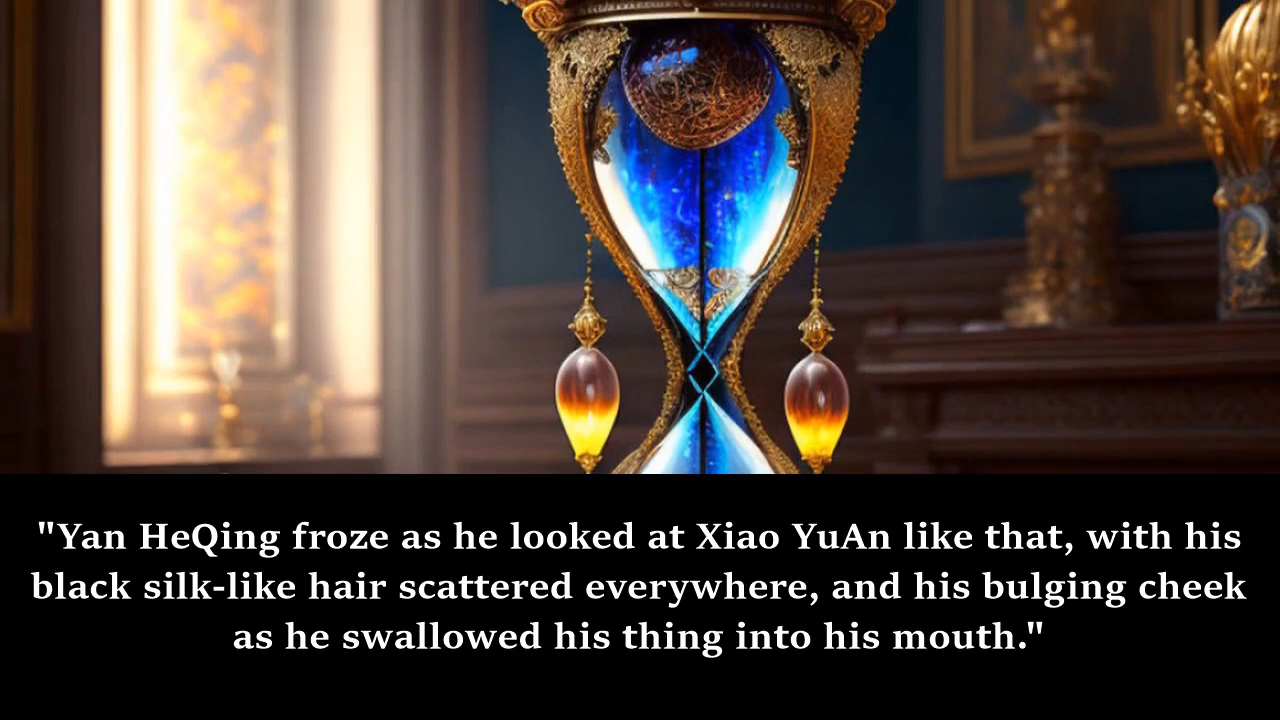 "Yan HeQing froze as he looked at Xiao YuAn like that, with his
black silk-like hair scattered everywhere, and his bulging cheek
as he swallowed his thing into his mouth."